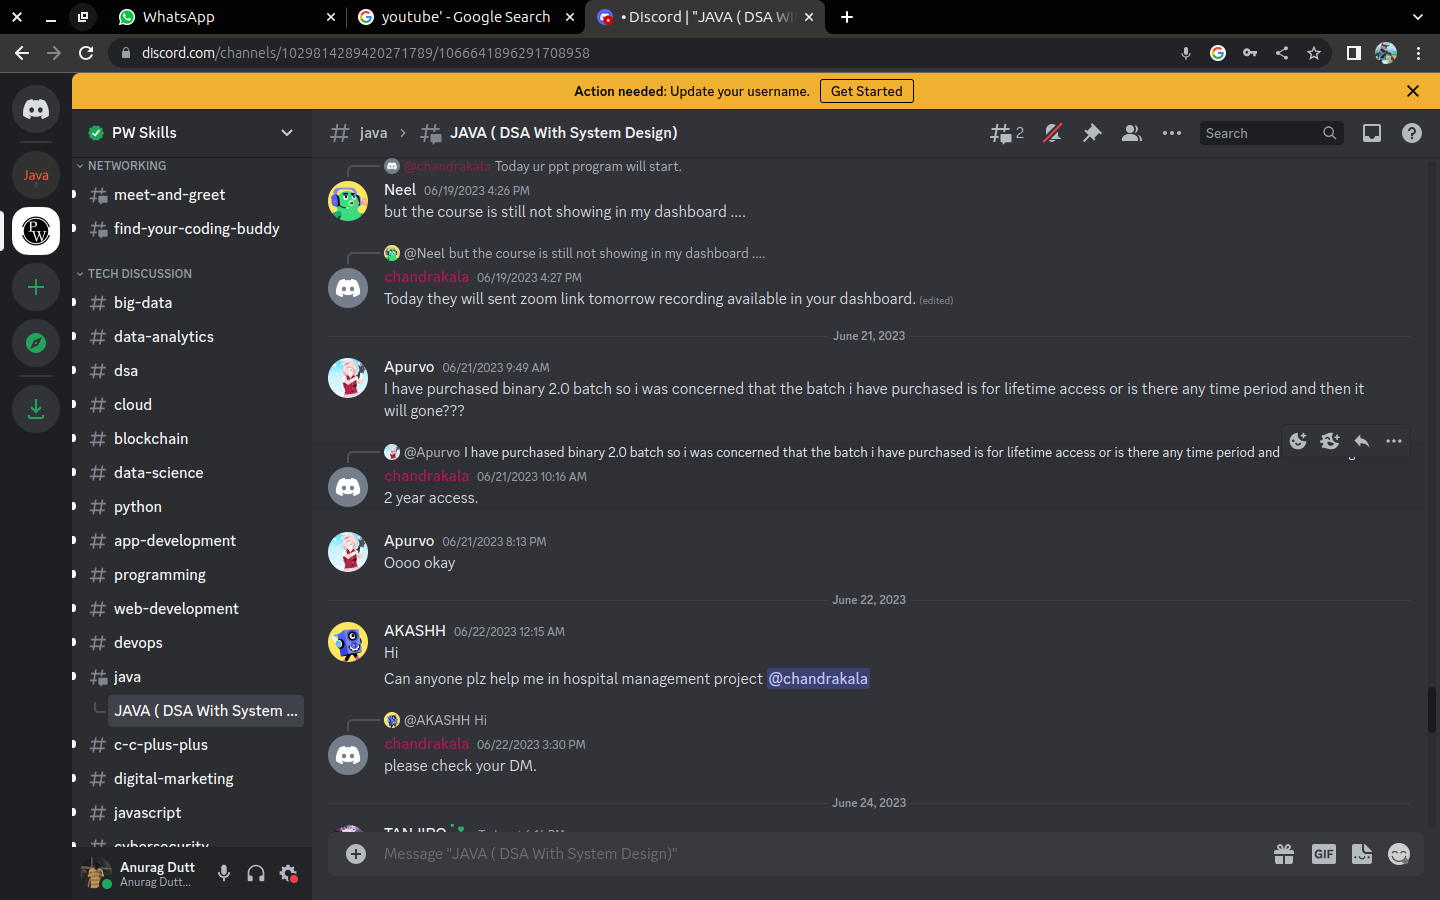 WhatsApp
youtube' - Google Search
• Discord | "JAVA ( DSA Wi
discord.com/channels/1029814289420271789/1066641896291708958
Action needed: Update your username.
Get Started
PW Skills
# java > JAVA ( DSA With System Design)
2
Search
NETWORKING
meet-and-greet
find-your-coding-buddy
TECH DISCUSSION
big-data
data-analytics
dsa
cloud
blockchain
data-science
python
app-development
programming
web-development
devops
java
JAVA ( DSA With System ...
c-c-plus-plus
digital-marketing
javascript
cybersecurity
Java
PW
Anurag Dutt
Anurag Dutt...
@chandrakala Today ur ppt program will start.
Neel 06/19/2023 4:26 PM
but the course is still not showing in my dashboard ....
@Neel but the course is still not showing in my dashboard ....
chandrakala 06/19/2023 4:27 PM
Today they will sent zoom link tomorrow recording available in your dashboard. (edited)
June 21, 2023
Apurvo 06/21/2023 9:49 AM
I have purchased binary 2.0 batch so i was concerned that the batch i have purchased is for lifetime access or is there any time period and then it
will gone???
@Apurvo I have purchased binary 2.0 batch so i was concerned that the batch i have purchased is for lifetime access or is there any time period and
chandrakala 06/21/2023 10:16 AM
2 year access.
Apurvo 06/21/2023 8:13 PM
Oooo okay
June 22, 2023
AKASHH 06/22/2023 12:15 AM
Hi
Can anyone plz help me in hospital management project @chandrakala
@AKASHH Hi
chandrakala 06/22/2023 3:30 PM
please check your DM.
June 24, 2023
TANJIRO
Message "JAVA ( DSA With System Design)"
GIF